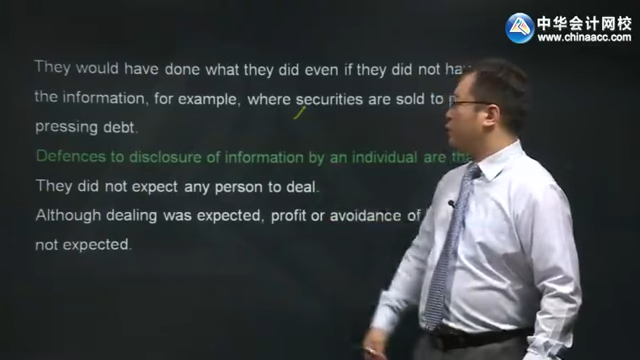 中华会计网校
www.chinaacc.com
They would have done what they did even if they did not
the information, for example, where securities are sold to
pressing debt.
Defences to disclosure of information by an individual are
They did not expect any person to deal.
Although dealing was expected, profit or avoidance of
not expected.